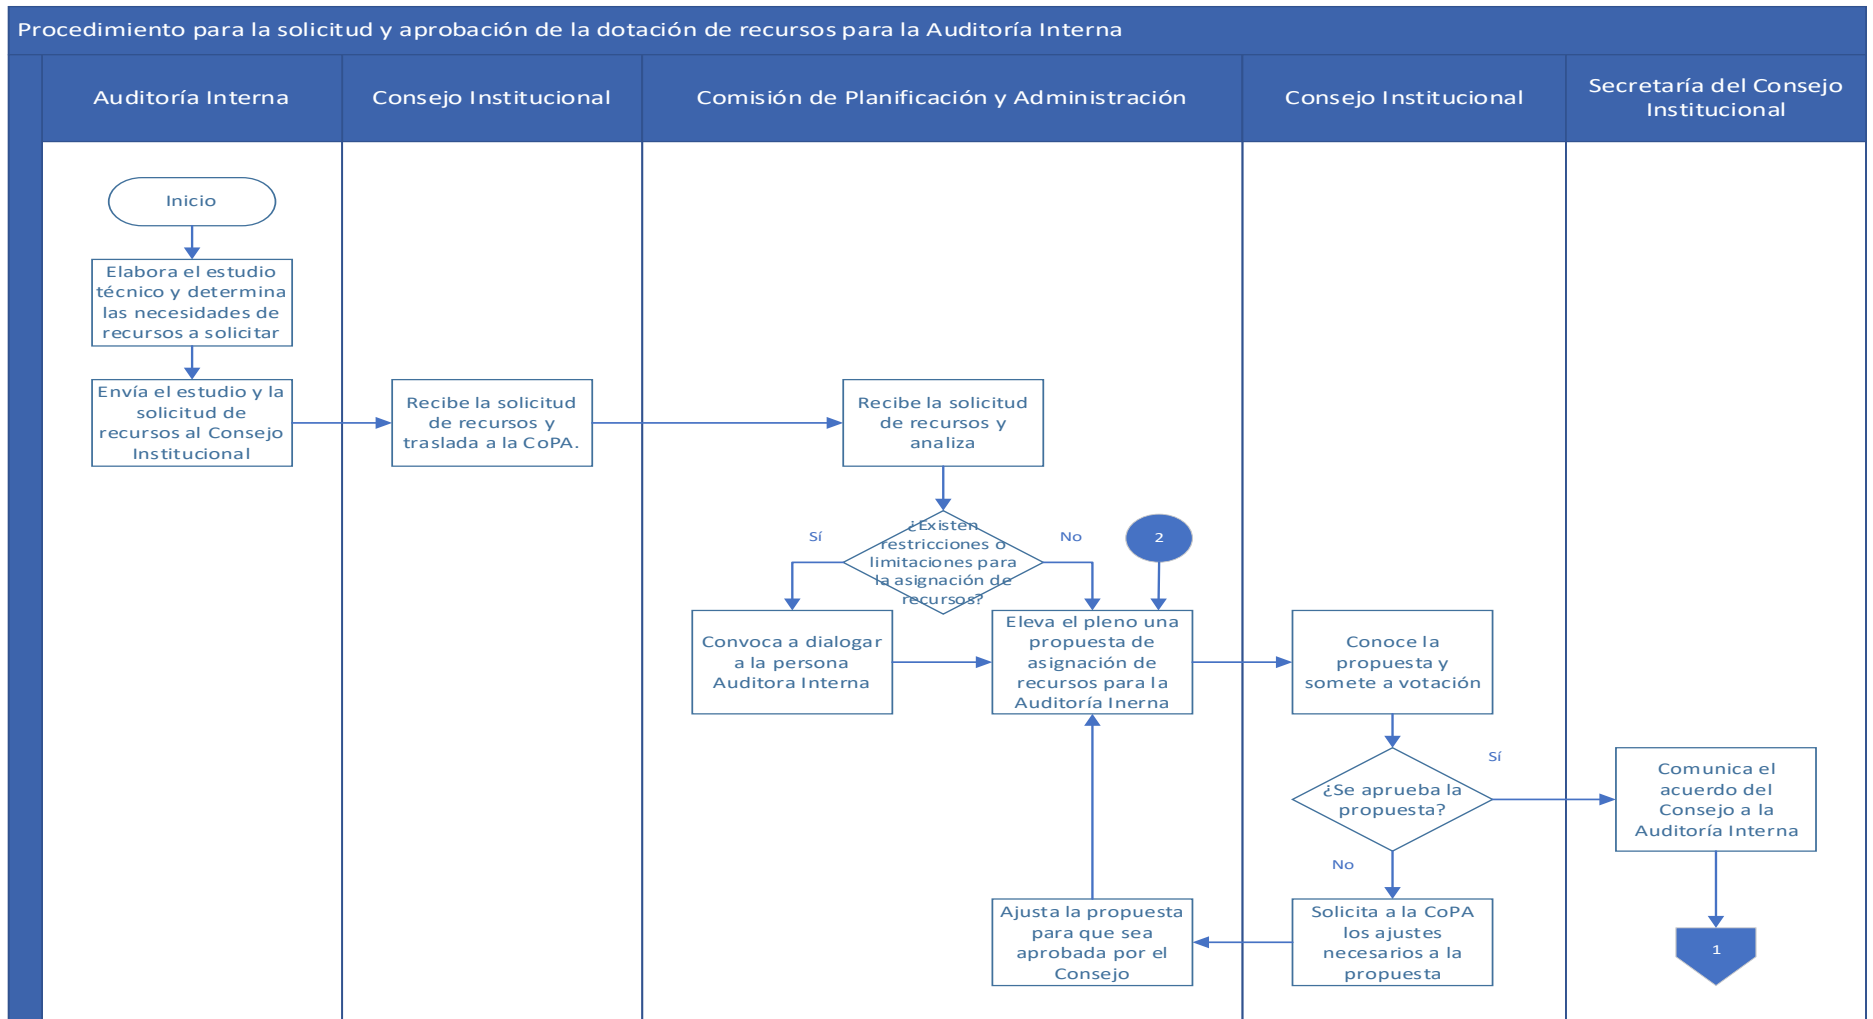 Procedimiento para la solicitud y aprobación de la dotación de recursos para la Auditoría Interna
Auditoría Interna
Consejo Institucional
Comisión de Planificación y Administración
Consejo Institucional
Secretaría del Consejo
Institucional
Inicio
Elabora el estudio
técnico y determina
las necesidades de
recursos a solicitar
Envía el estudio y la
solicitud de
recursos al Consejo
Institucional
Recibe la solicitud
de recursos y
traslada a la CoPA.
Recibe la solicitud
de recursos y
analiza
¿Existen
restricciones o
limitaciones para
la asignación de
recursos?
Sí
No
2
Convoca a dialogar
a la persona
Auditora Interna
Eleva el pleno una
propuesta de
asignación de
recursos para la
Auditoría Inerna
Conoce la
propuesta y
somete a votación
¿Se aprueba la
propuesta?
Sí
No
Comunica el
acuerdo del
Consejo a la
Auditoría Interna
Solicita a la CoPA
los ajustes
necesarios a la
propuesta
Ajusta la propuesta
para que sea
aprobada por el
Consejo
1